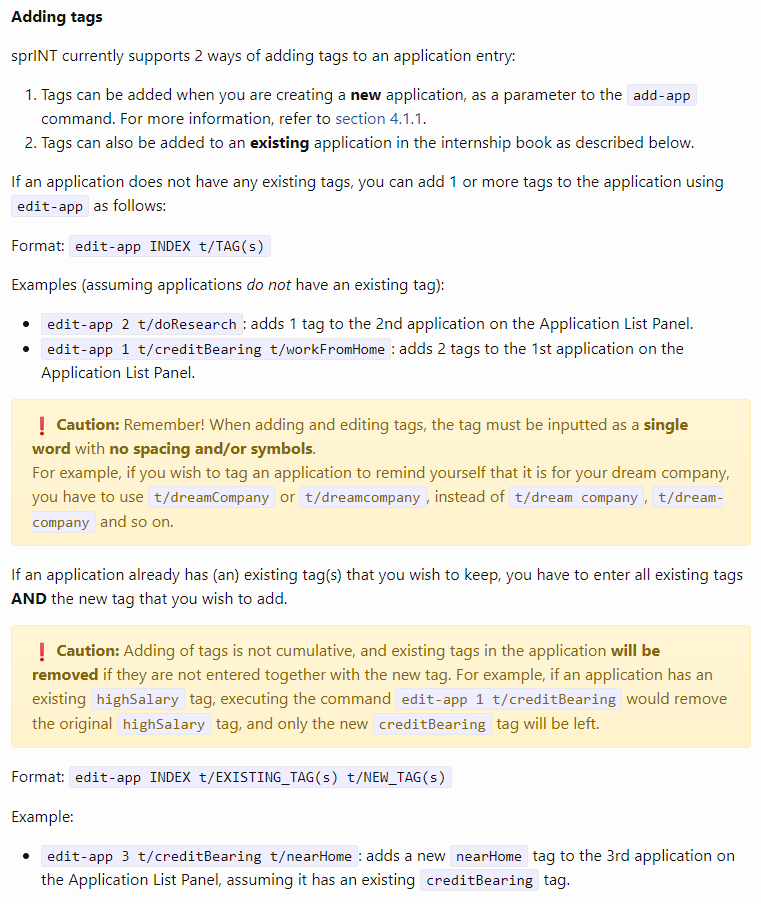 Adding tags
sprINT currently supports 2 ways of adding tags to an application entry:
1. Tags can be added when you are creating a new application, as a parameter to the add-app
command. For more information, refer to section 4.1.1.
2. Tags can also be added to an existing application in the internship book as described below.
If an application does not have any existing tags, you can add 1 or more tags to the application using
edit-app as follows:
Format: edit-app INDEX t/TAG(s)
Examples (assuming applications do not have an existing tag):
• edit-app 2 t/doResearch : adds 1 tag to the 2nd application on the Application List Panel.
• edit-app 1 t/creditBearing t/workFromHome : adds 2 tags to the 1st application on the
Application List Panel.
❗ Caution: Remember! When adding and editing tags, the tag must be inputted as a single
word with no spacing and/or symbols.
For example, if you wish to tag an application to remind yourself that it is for your dream company,
you have to use t/dreamCompany or t/dreamcompany , instead of t/dream company , t/dream-
company and so on.
If an application already has (an) existing tag(s) that you wish to keep, you have to enter all existing tags
AND the new tag that you wish to add.
❗ Caution: Adding of tags is not cumulative, and existing tags in the application will be
removed if they are not entered together with the new tag. For example, if an application has an
existing highSalary tag, executing the command edit-app 1 t/creditBearing would remove
the original highSalary tag, and only the new creditBearing tag will be left.
Format: edit-app INDEX t/EXISTING_TAG(s) t/NEW_TAG(s)
Example:
• edit-app 3 t/creditBearing t/nearHome : adds a new nearHome tag to the 3rd application on
the Application List Panel, assuming it has an existing creditBearing tag.